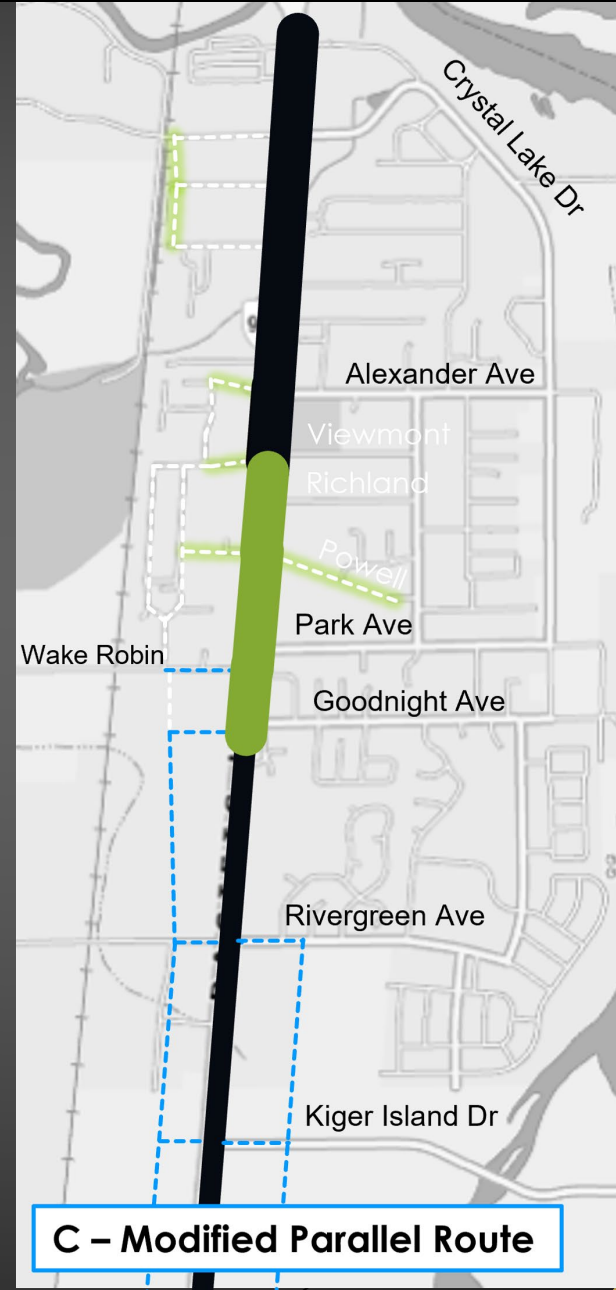 Crystal Lake Dr
Alexander Ave
Viewmont
Richland
Powell
Park Ave
Wake Robin
Goodnight Ave
Rivergreen Ave
Kiger Island Dr
C – Modified Parallel Route